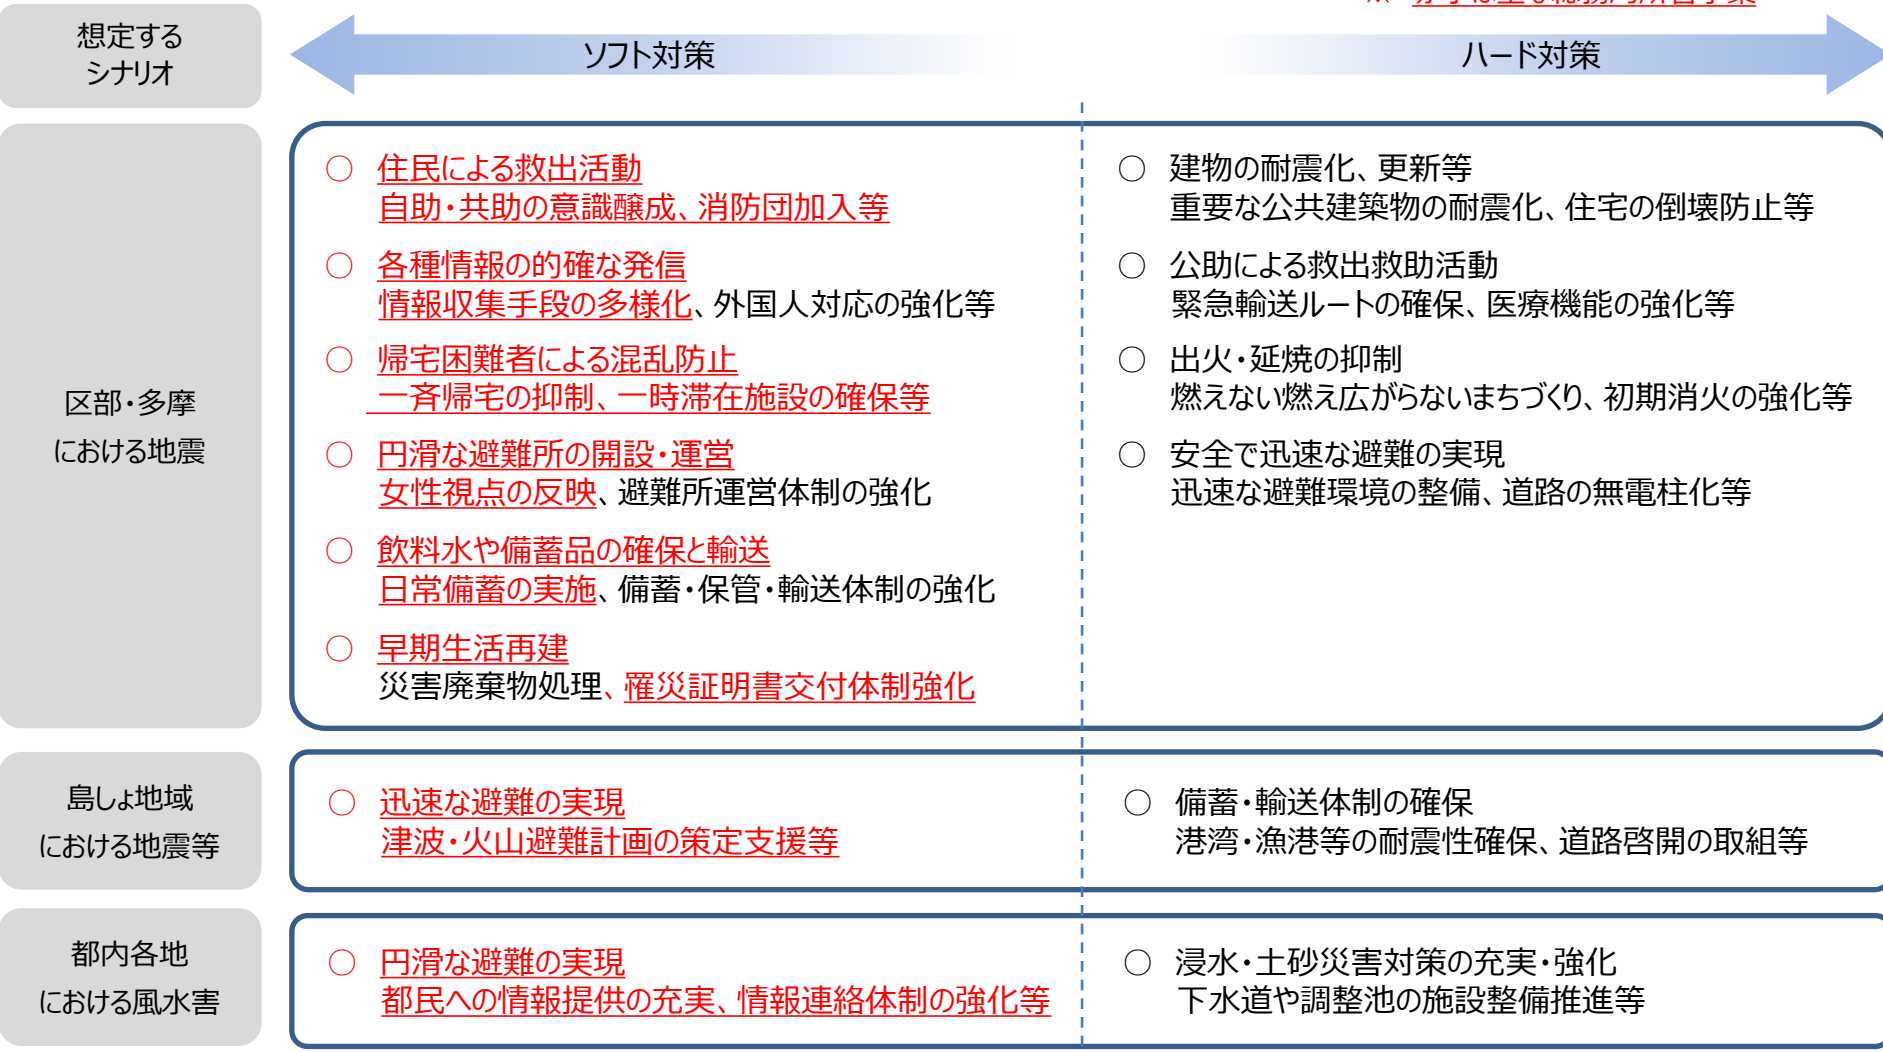 想定する
シナリオ
ソフト対策
ハード対策
区部・多摩
における地震
○ 住民による救出活動
自助・共助の意識醸成、消防団加入等
○ 各種情報の的確な発信
情報収集手段の多様化、外国人対応の強化等
○ 帰宅困難者による混乱防止
一斉帰宅の抑制、一時滞在施設の確保等
○ 円滑な避難所の開設・運営
女性視点の反映、避難所運営体制の強化
○ 飲料水や備蓄品の確保と輸送
日常備蓄の実施、備蓄・保管・輸送体制の強化
○ 早期生活再建
災害廃棄物処理、罹災証明書交付体制強化
○ 建物の耐震化、更新等
重要な公共建築物の耐震化、住宅の倒壊防止等
○ 公助による救出救助活動
緊急輸送ルートの確保、医療機能の強化等
○ 出火・延焼の抑制
燃えない燃え広がらないまちづくり、初期消火の強化等
○ 安全で迅速な避難の実現
迅速な避難環境の整備、道路の無電柱化等
島しょ地域
における地震等
○ 迅速な避難の実現
津波・火山避難計画の策定支援等
○ 備蓄・輸送体制の確保
港湾・漁港等の耐震性確保、道路啓開の取組等
都内各地
における風水害
○ 円滑な避難の実現
都民への情報提供の充実、情報連絡体制の強化等
○ 浸水・土砂災害対策の充実・強化
下水道や調整池の施設整備推進等